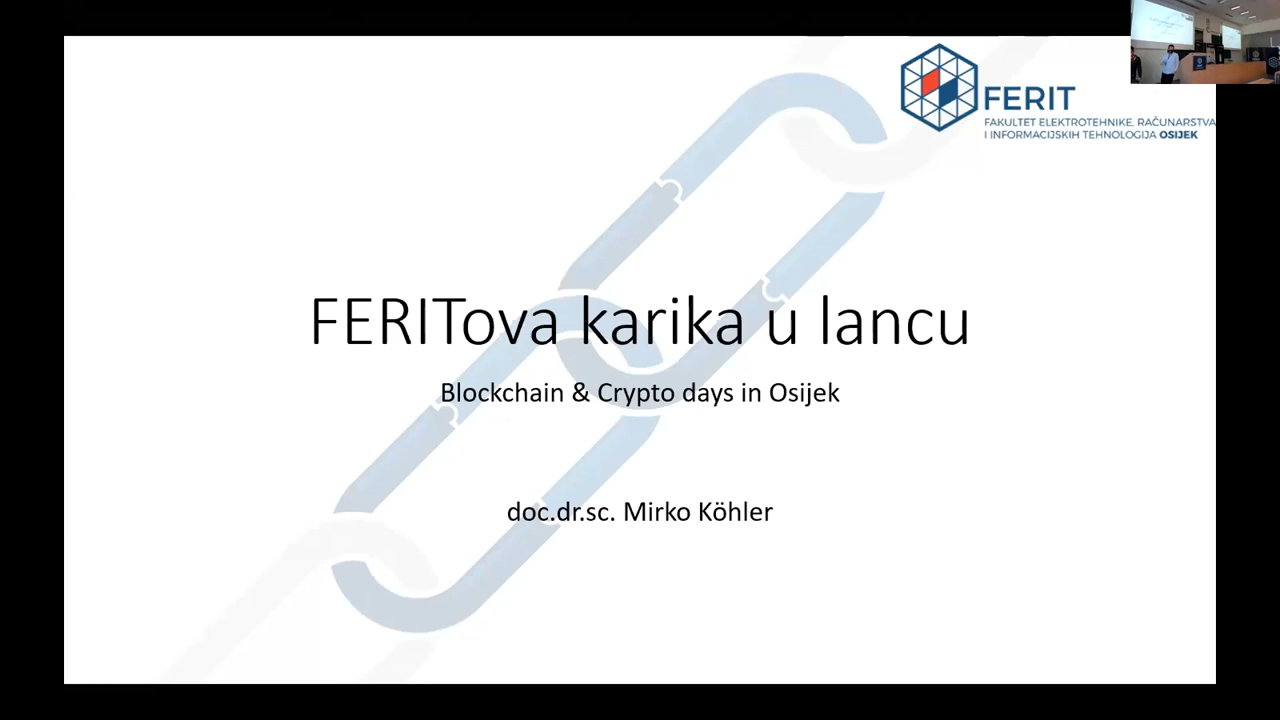 FERIT
FAKULTET ELEKTROTEHNIKE, RAČUNARSTVA
I INFORMACIJSKIH TEHNOLOGIJA OSIJEK
FERITova karika u lancu
Blockchain & Crypto days in Osijek
doc.dr.sc. Mirko Köhler